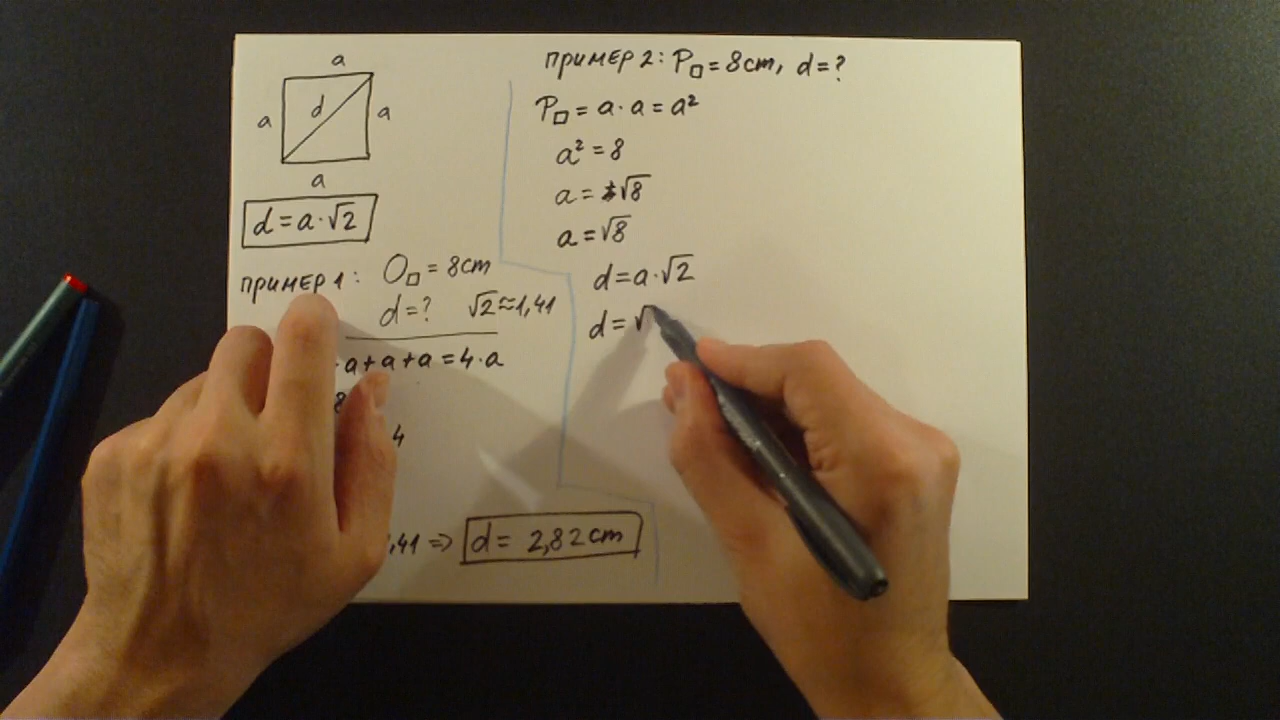 a
a d a
a
d = a · √2
пример 1: O□ = 8cm
d = ? √2 ≈ 1,41
a + a + a = 4 · a
8
4
,41 => d = 2,82 cm
пример 2: P□ = 8cm, d = ?
P□ = a · a = a²
a² = 8
a = ±√8
a = √8
d = a · √2
d = √